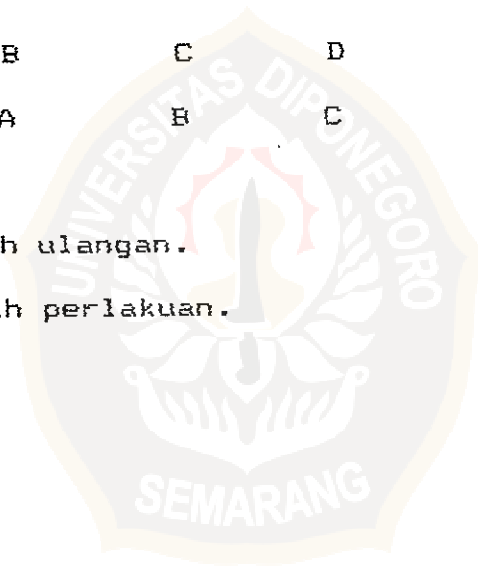 B C D
A B C
h ulangan.
h perlakuan.
UNIVERSITAS DIPONEGORO
SEMARANG